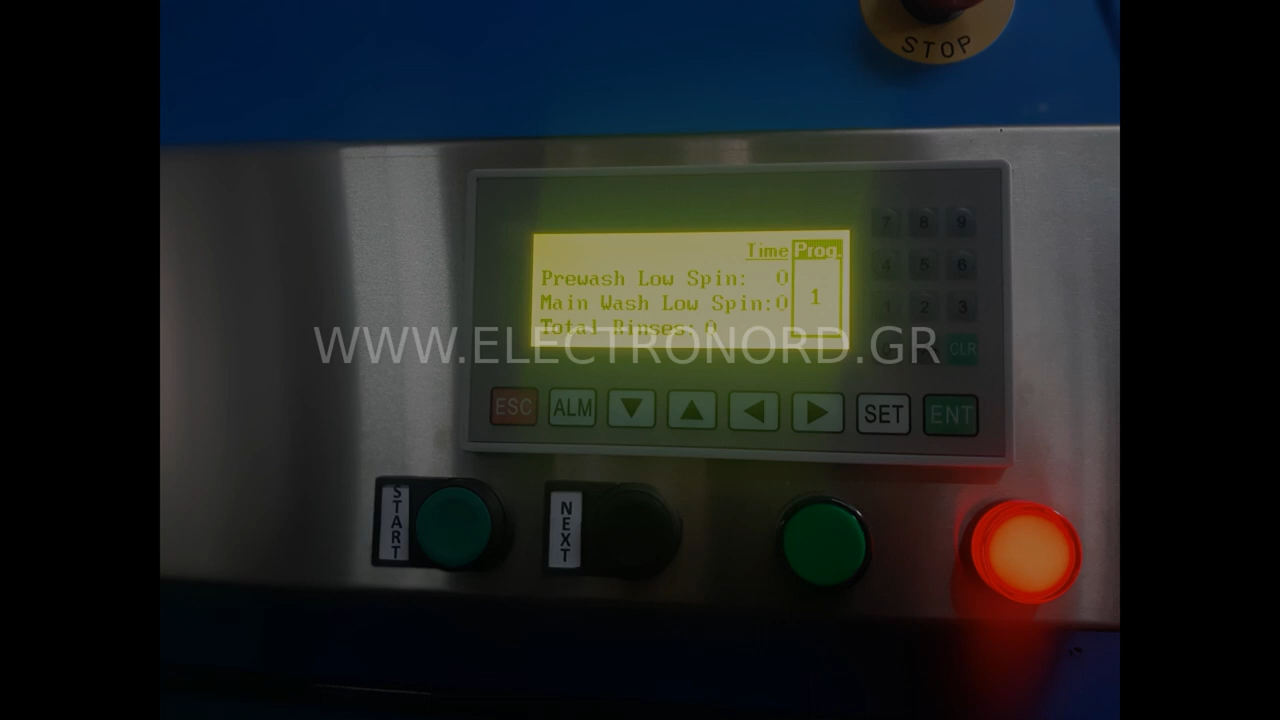 STOP
Time Prog.
Prewash Low Spin: 0
Main Wash Low Spin:0
1
Total Rinses: 0
7 8 9
4 5 6
1 2 3
CLR
WWW.ELECTRONORD.GR
ESC ALM ▼ ▲ ◀ ▶ SET ENT
START
NEXT